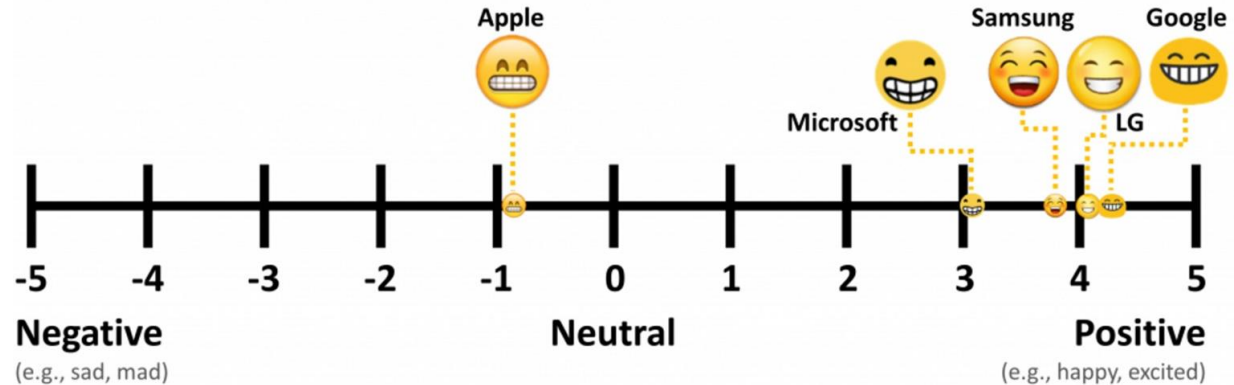 Apple
Samsung
Google
Microsoft
LG
-5 -4 -3 -2 -1 0 1 2 3 4 5
Negative Neutral Positive
(e.g., sad, mad) (e.g., happy, excited)